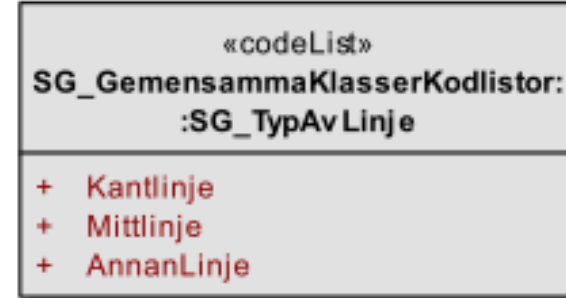 «codeList»
SG_GemensammaKlasserKodlistor:
:SG_TypAvLinje
+ Kantlinje
+ Mittlinje
+ AnnanLinje